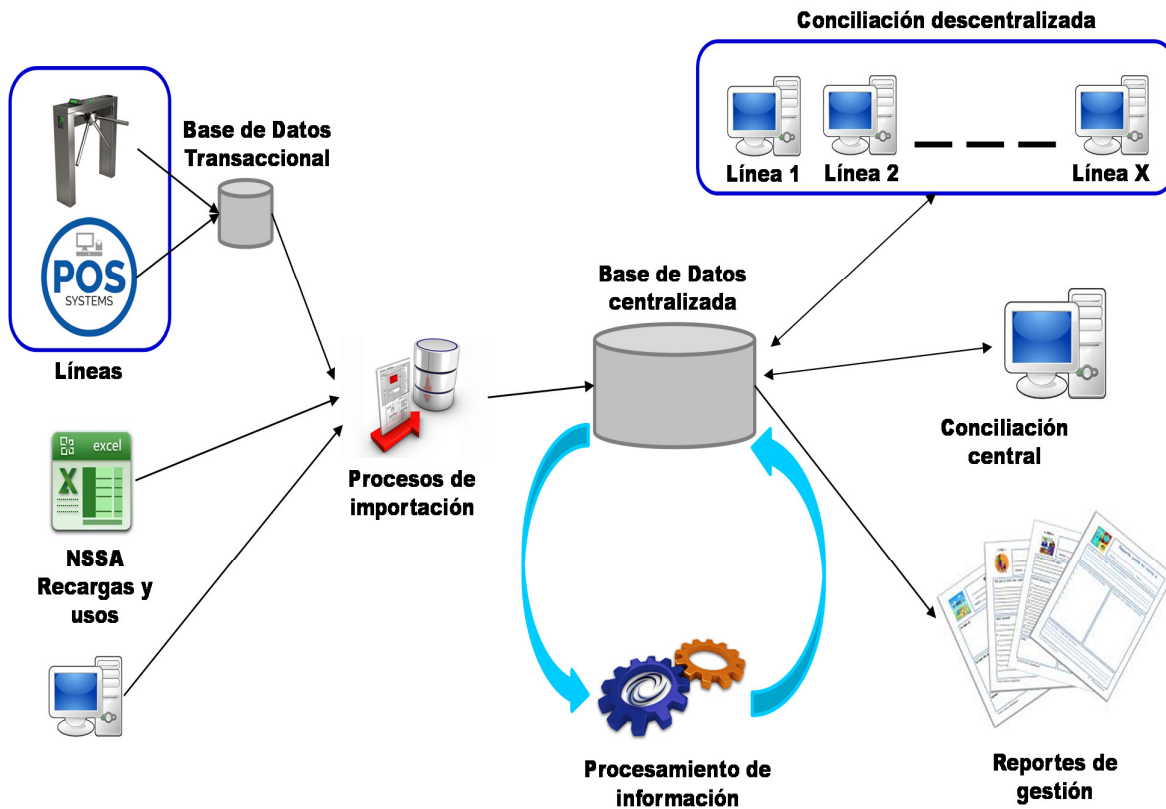 Conciliación descentralizada
Línea 1
Línea 2
Línea X
Base de Datos
Transaccional
POS
SYSTEMS
Líneas
Base de Datos
centralizada
excel
X
NSSA
Recargas y
usos
Procesos de
importación
Conciliación
central
Procesamiento de
información
Reportes de
gestión